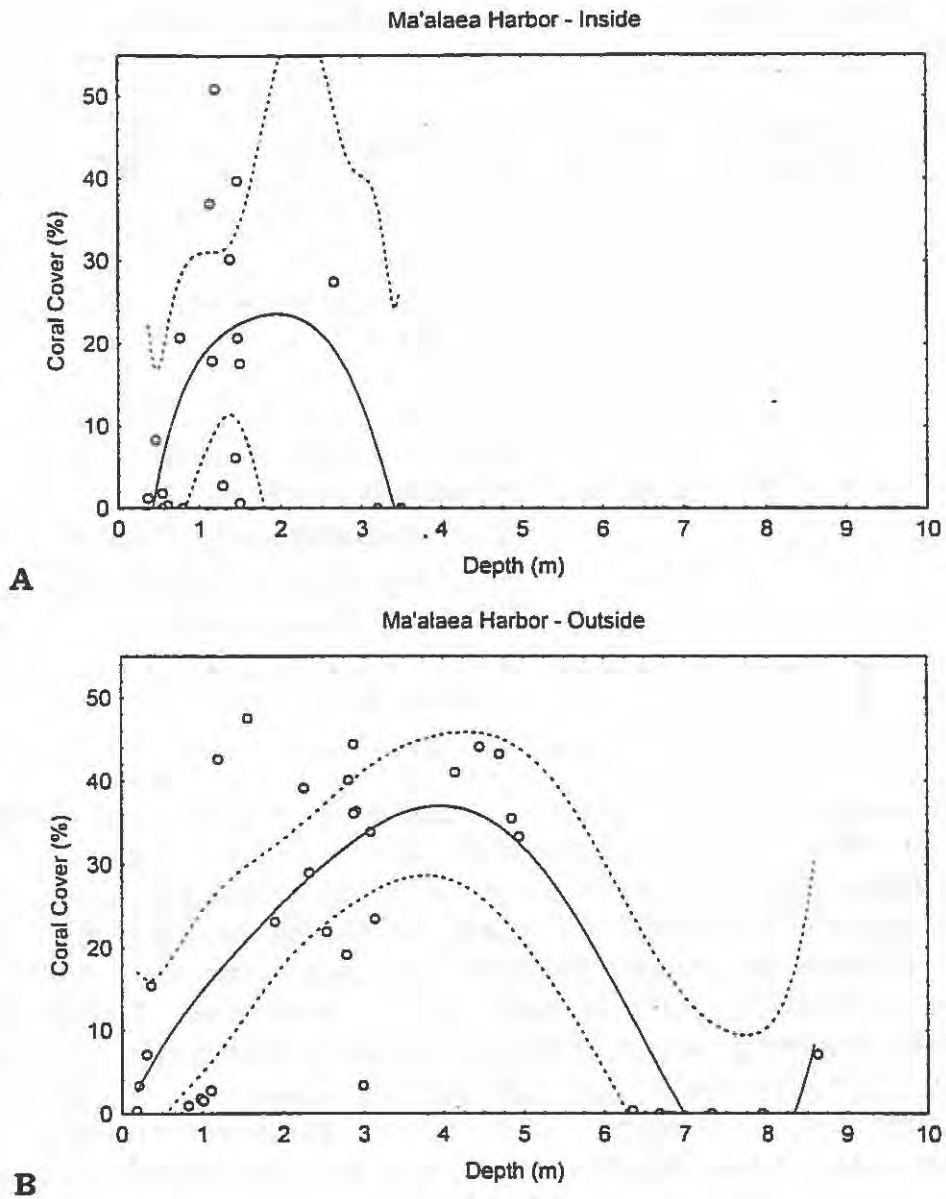 Ma'alaea Harbor - Inside
50
40
30
20
10
0
Coral Cover (%)
0 1 2 3 4 5 6 7 8 9 10
Depth (m)
A
Ma'alaea Harbor - Outside
50
40
30
20
10
0
Coral Cover (%)
0 1 2 3 4 5 6 7 8 9 10
Depth (m)
B